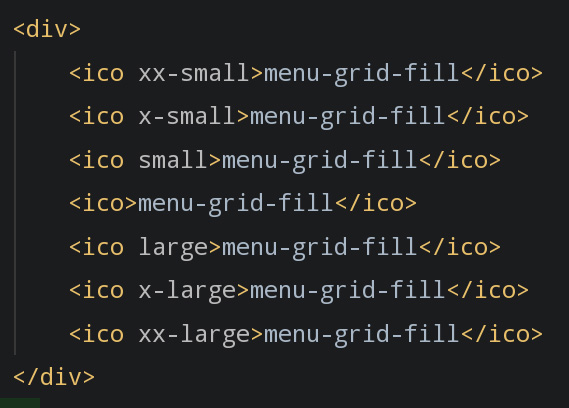 <div>
<ico xx-small>menu-grid-fill</ico>
<ico x-small>menu-grid-fill</ico>
<ico small>menu-grid-fill</ico>
<ico>menu-grid-fill</ico>
<ico large>menu-grid-fill</ico>
<ico x-large>menu-grid-fill</ico>
<ico xx-large>menu-grid-fill</ico>
</div>